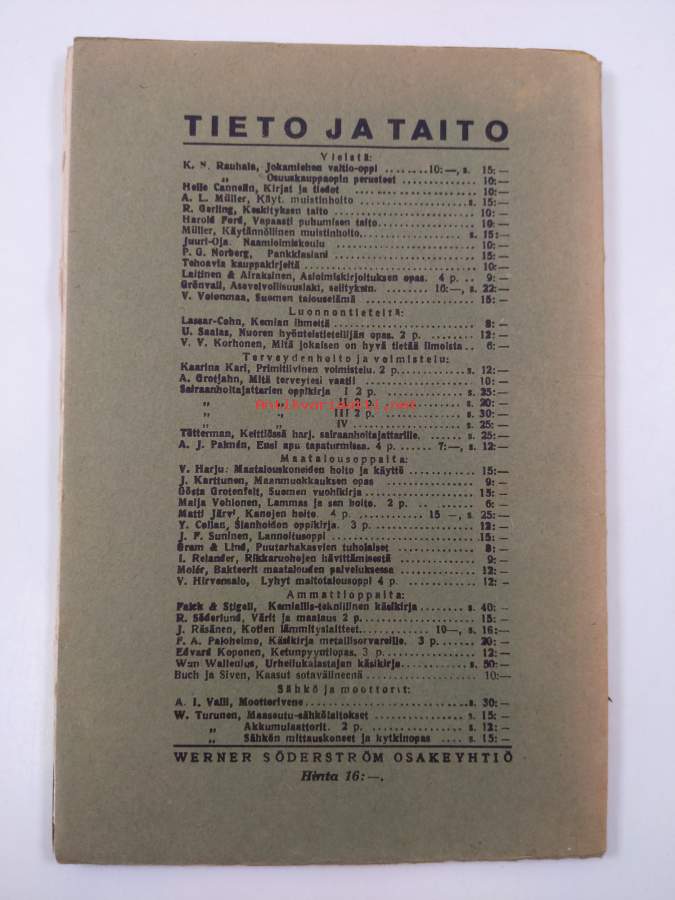 TIETO JA TAITO
Yleistä:
K. N. Rauhala, Jokamiehen valtio-oppi ........10:—, s. 15:—
„ Osuuskauppaopin perusteet ................ 10:—
Helle Cannelin, Kirjat ja tiedot ................ 10:—
A. L. Müller, Käyt. muistinhoito ................ s. 15:—
R. Gerling, Keskityksen taito ................ 10:—
Harold Ford, Vapaasti puhumisen taito ................ 10:—
Müller, Käytännöllinen muistinhoito ................ s. 15:—
Juuri-Oja. Naamioimiskoulu ................ 10:—
P. G. Norberg, Pankkiasiani ................ 15:—
Tehoavia kauppakirjeitä ................ 10:—
Laitinen & Airaksinen, Asioimiskirjoituksen opas. 4 p. .. 9:—
Grönvall, Asevelvollisuuslaki, selityksin. ........ 16:—, s. 22:—
V. Voionmaa, Suomen talouselämä ................ 15:—
Luonnontieteitä:
Lassar-Cohn, Kemian ihmeitä ................ 8:—
U. Saalas, Nuoren hyönteistieteilijän opas. 2 p. ........ 12:—
V. V. Korhonen, Mitä jokaisen on hyvä tietää ilmoista .. 6:—
Terveydenhoito ja voimistelu:
Kaarina Kari, Primitiivinen voimistelu. 2 p. ........ s. 12:—
A. Grotjahn, Mitä terveytesi vaatii ................ 10:—
Sairaanhoitajattarien oppikirja I 2 p. ........ s. 25:—
„ „ II 2 p. ........ s. 20:—
„ „ III 2 p. ........ s. 30:—
„ „ IV ........ s. 25:—
Antikvariaatti.net
Tötterman, Keittiössä harj. sairaanhoitajattarille. ...... s. 25:—
A. J. Palmén, Ensi apu tapaturmissa. 4 p. ...... 7:—, s. 12:—
Maatalousoppaita:
V. Harju: Maatalouskoneiden hoito ja käyttö ........ 15:—
J. Karttunen, Maanmuokkauksen opas ........ 9:—
Gösta Grotenfelt, Suomen vuohikirja ........ 15:—
Maija Vohlonen, Lammas ja sen hoito. 2 p. .. ........ 6:—
Matti Järvi, Kanojen hoito. 4 p. ........ 15 —, s. 25:—
Y. Collan, Sianhoidon oppikirja. 3 p. ........ 12:—
J. F. Suninen, Lannoitusoppi ........ 15:—
Gram & Lind, Puutarhakasvien tuholaiset ........ 8:—
I. Relander, Rikkaruohojen hävittämisestä ........ 9:—
Molér, Bakteerit maatalouden palveluksessa ........ 12:—
V. Hirvensalo, Lyhyt maitotalousoppi 4 p. ........ 12:—
Ammattioppaita:
Falck & Stigell, Kemiallis-teknillinen käsikirja ...... s. 40:—
R. Söderlund, Värit ja maalaus 2 p. ........ 15:—
J. Räsänen, Kotien lämmityslaitteet........ 10—, s. 16:—
F. A. Paloheimo, Käsikirja metallisorvareille. 3 p. .... 20:—
Edvard Koponen, Ketunpyyntiopas. 3 p. ........ 12:—
Wan Wallenius, Urheilukalastajan käsikirja........ s. 50:—
Buch ja Siven, Kaasut sotavälineenä ........ 10:—
Sähkö ja moottorit:
A. I. Valli, Moottorivene........ s. 30:—
W. Turunen, Maaseutu-sähkölaitokset ........ s. 15:—
„ Akkumulaattorit. 2 p. ........ s. 12:—
„ Sähkön mittauskoneet ja kytkinopas .... s. 15:—
WERNER SÖDERSTRÖM OSAKEYHTIÖ
Hinta 16:—.